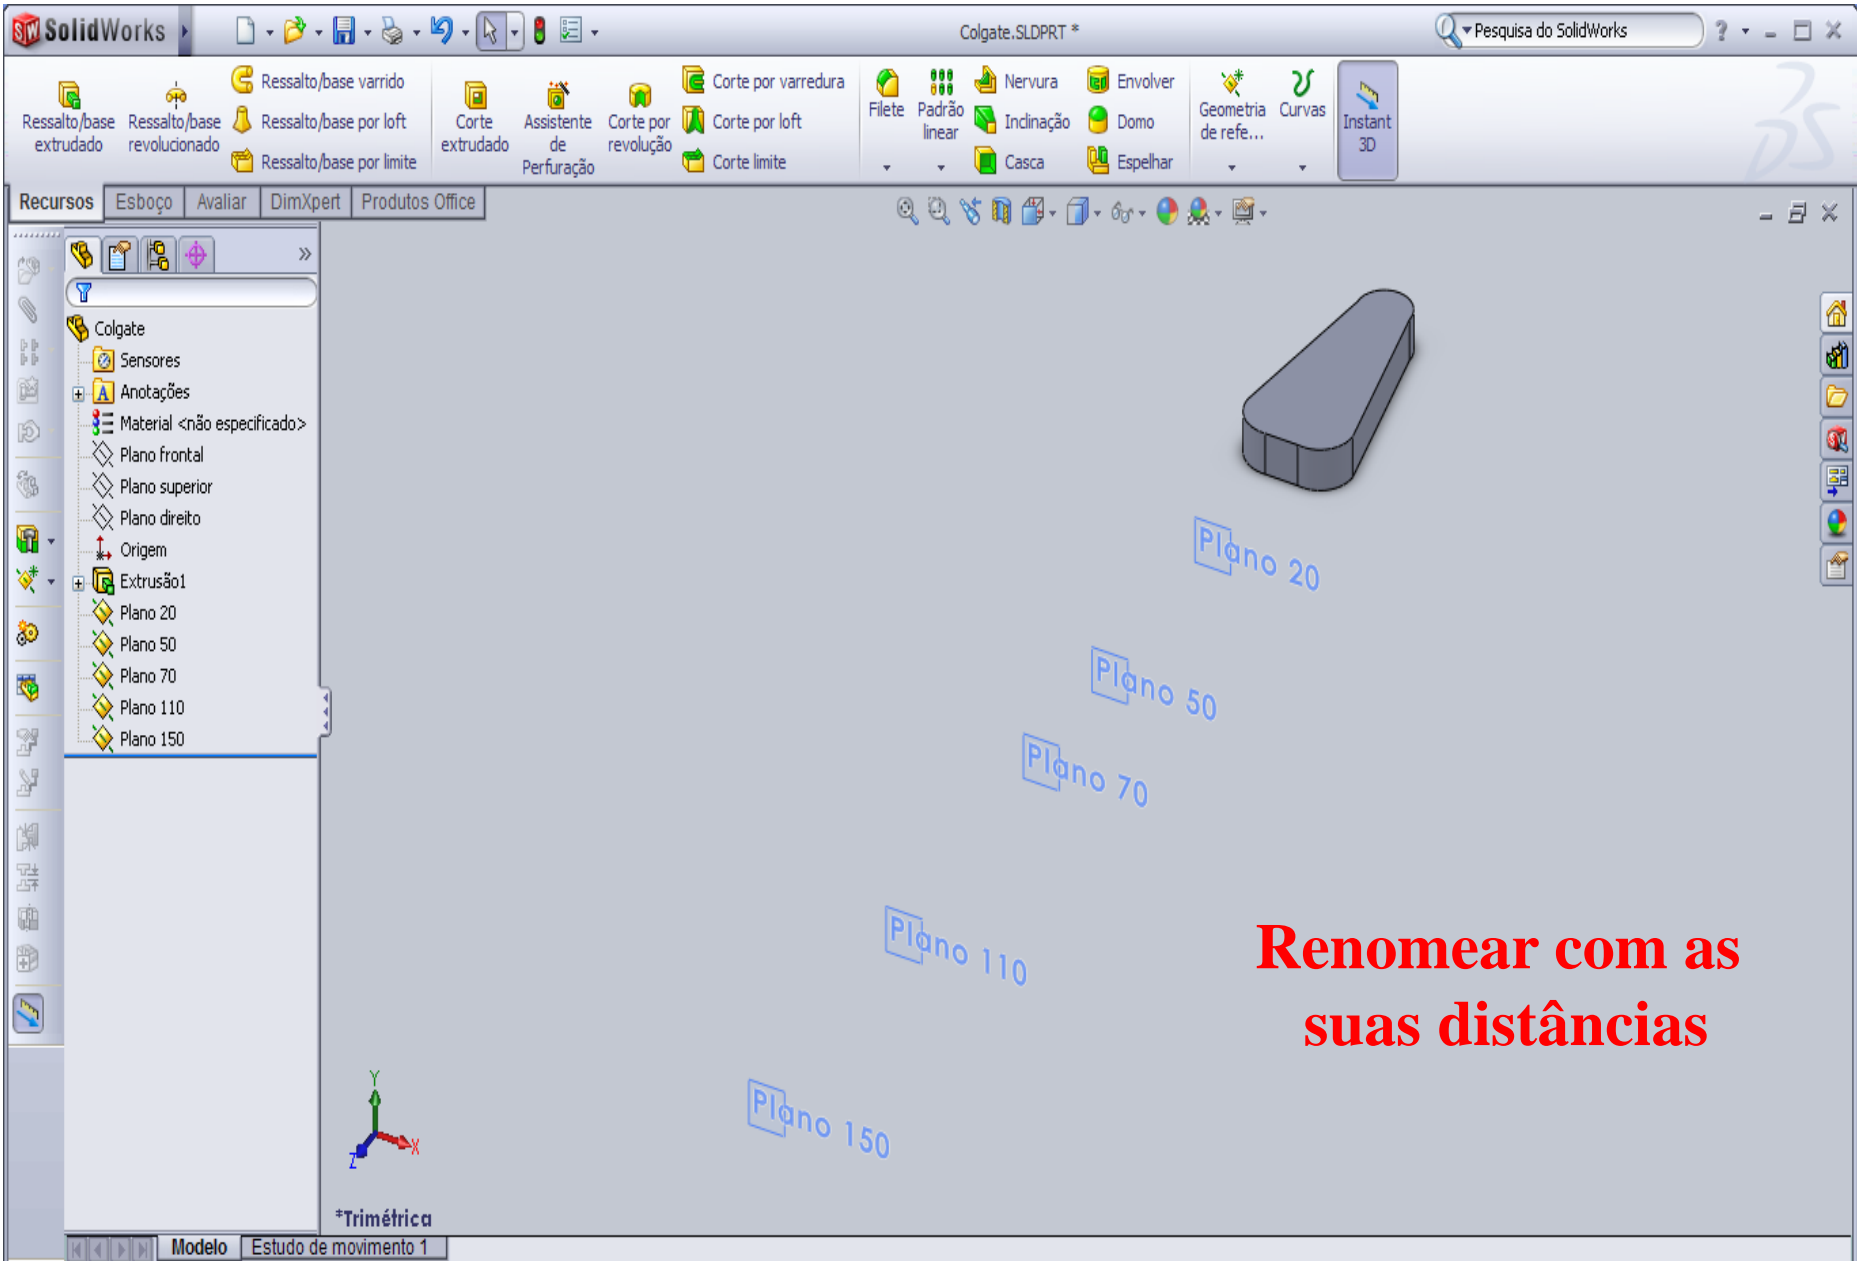 SolidWorks
Colgate.SLDPRT *
Pesquisa do SolidWorks
?
Ressalto/base extrudado
Ressalto/base revolucionado
Ressalto/base varrido
Ressalto/base por loft
Ressalto/base por limite
Corte extrudado
Assistente de Perfuração
Corte por revolução
Corte por varredura
Corte por loft
Corte limite
Filete
Padrão linear
Nervura
Inclinação
Casca
Envolver
Domo
Espelhar
Geometria de refe...
Curvas
Instant 3D
Recursos Esboço Avaliar DimXpert Produtos Office
Colgate
Sensores
Anotações
Material <não especificado>
Plano frontal
Plano superior
Plano direito
Origem
Extrusão1
Plano 20
Plano 50
Plano 70
Plano 110
Plano 150
Plano 20
Plano 50
Plano 70
Plano 110
Plano 150
Renomear com as
suas distâncias
Y
X
Z
*Trimétrica
Modelo Estudo de movimento 1